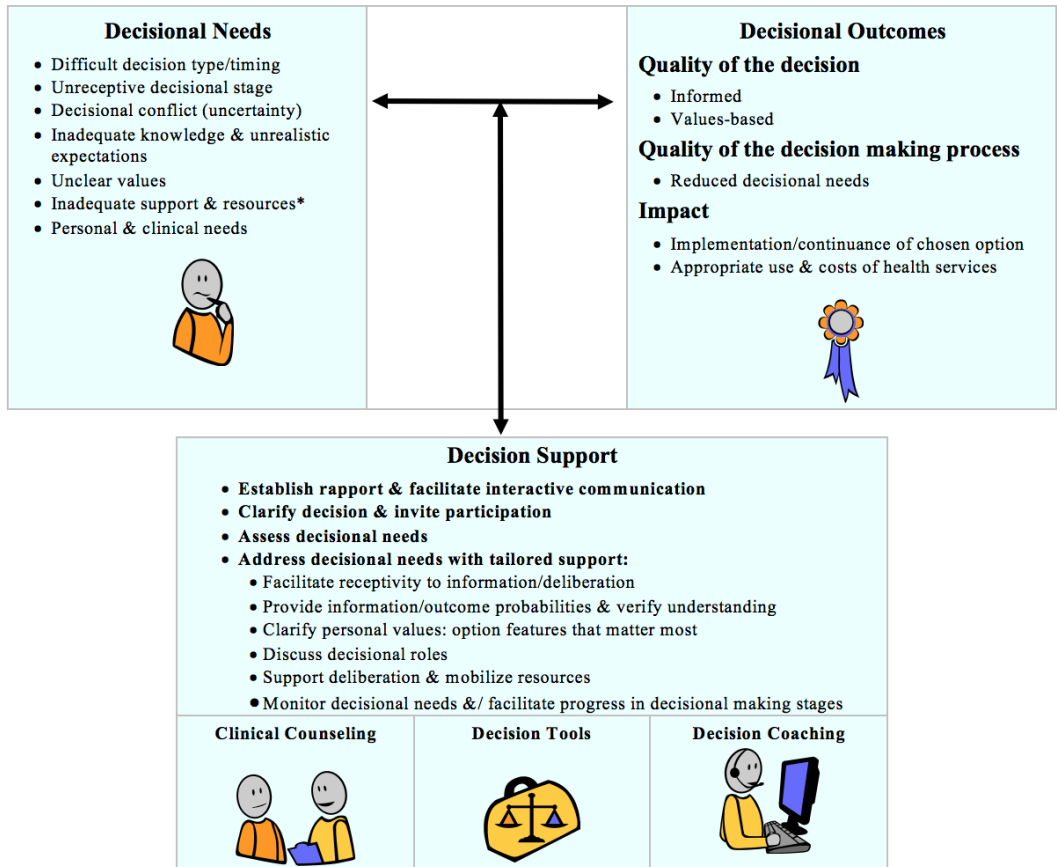 Decisional Needs
• Difficult decision type/timing
• Unreceptive decisional stage
• Decisional conflict (uncertainty)
• Inadequate knowledge & unrealistic
expectations
• Unclear values
• Inadequate support & resources*
• Personal & clinical needs
Decisional Outcomes
Quality of the decision
• Informed
• Values-based
Quality of the decision making process
• Reduced decisional needs
Impact
• Implementation/continuance of chosen option
• Appropriate use & costs of health services
Decision Support
• Establish rapport & facilitate interactive communication
• Clarify decision & invite participation
• Assess decisional needs
• Address decisional needs with tailored support:
• Facilitate receptivity to information/deliberation
• Provide information/outcome probabilities & verify understanding
• Clarify personal values: option features that matter most
• Discuss decisional roles
• Support deliberation & mobilize resources
• Monitor decisional needs &/ facilitate progress in decisional making stages
Clinical Counseling
Decision Tools
Decision Coaching